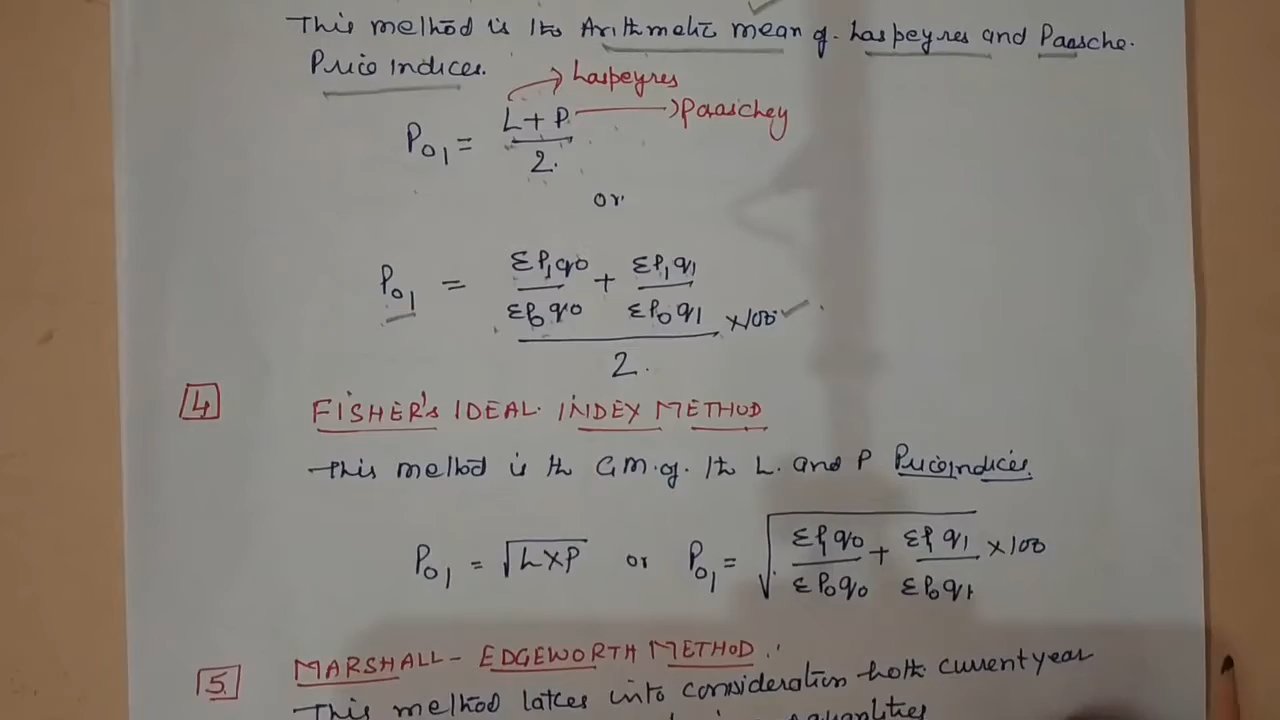 This method is the Arithmetic mean of Laspeyres and Paasche.
Price Indices.
Laspeyres
P01 = L + P / 2. Paaschey
or
P01 = (Σp1q0 / Σp0q0 + Σp1q1 / Σp0q1) / 2. ×100
4 FISHER's IDEAL INDEX METHOD
This method is the G.M. of the L. and P Price indices.
P01 = √L×P or P01 = √Σp1q0 / Σp0q0 + Σp1q1 / Σp0q1 ×100
5. MARSHALL - EDGEWORTH METHOD.
This method takes into consideration both current year
quantities